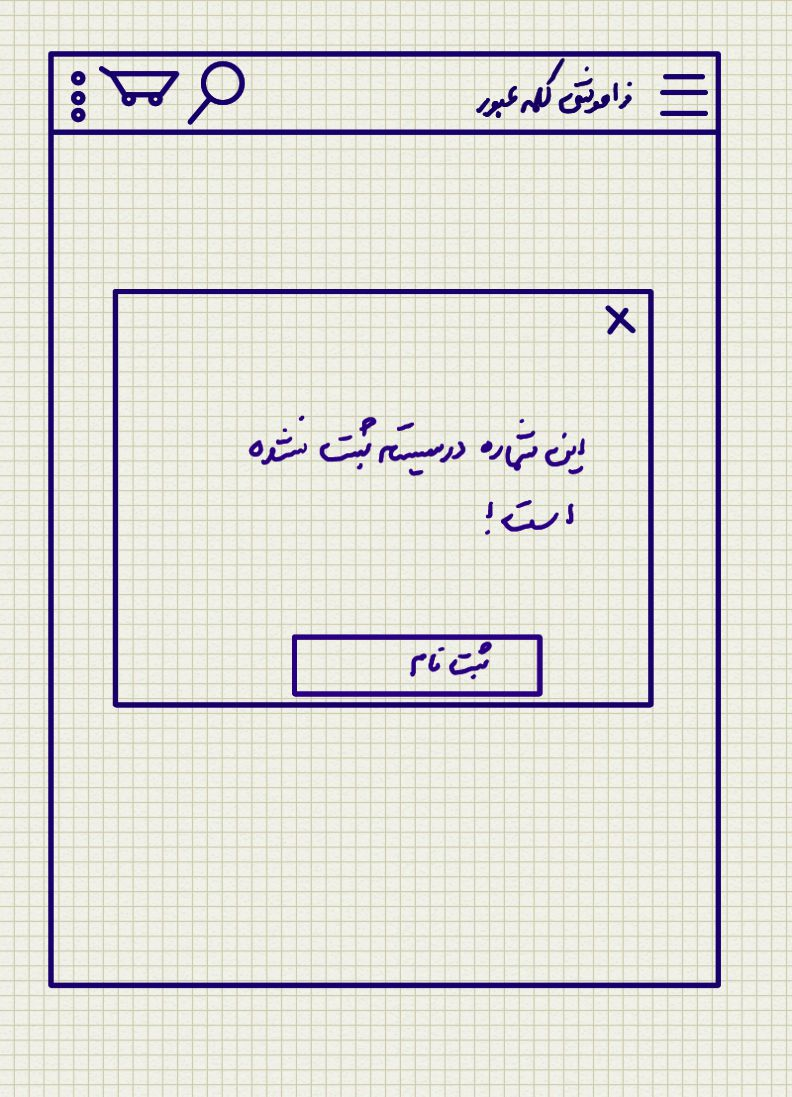 فراموشی کلمه عبور
این شماره در سیستم ثبت نشده
است!
ثبت نام